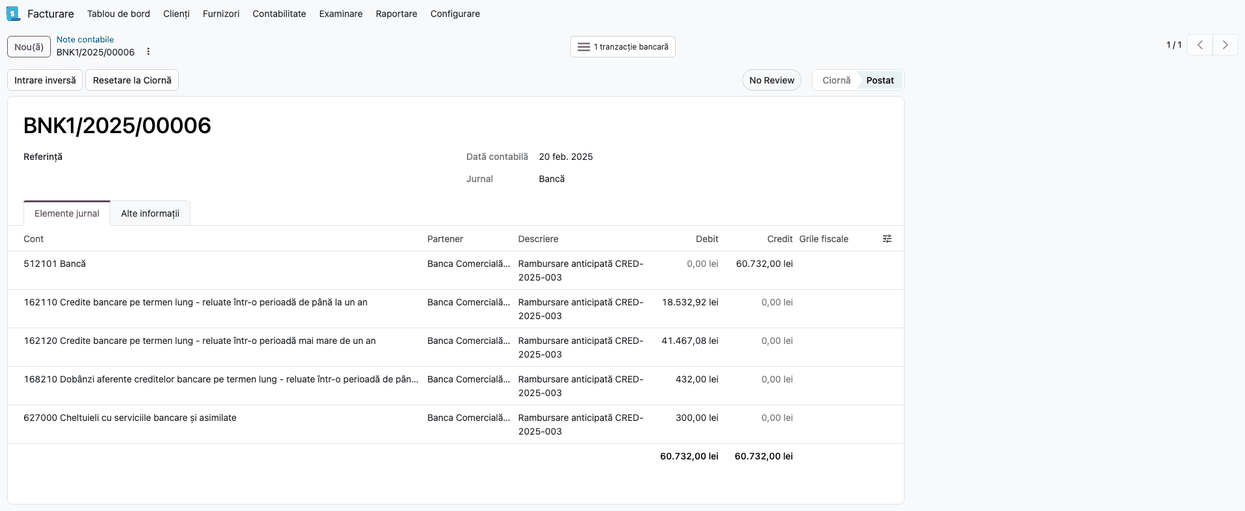 Facturare Tablou de bord Clienți Furnizori Contabilitate Examinare Raportare Configurare
Nou(ă)
Note contabile
BNK1/2025/00006
1 tranzacție bancară
1 / 1
Intrare inversă Resetare la Ciornă No Review Ciornă Postat
BNK1/2025/00006
Referință Dată contabilă 20 feb. 2025
Jurnal Bancă
Elemente jurnal Alte informații
Cont Partener Descriere Debit Credit Grile fiscale
512101 Bancă Banca Comercială... Rambursare anticipată CRED- 0,00 lei 60.732,00 lei
2025-003
162110 Credite bancare pe termen lung - reluate într-o perioadă de până la un an Banca Comercială... Rambursare anticipată CRED- 18.532,92 lei 0,00 lei
2025-003
162120 Credite bancare pe termen lung - reluate într-o perioadă mai mare de un an Banca Comercială... Rambursare anticipată CRED- 41.467,08 lei 0,00 lei
2025-003
168210 Dobânzi aferente creditelor bancare pe termen lung - reluate într-o perioadă de pân... Banca Comercială... Rambursare anticipată CRED- 432,00 lei 0,00 lei
2025-003
627000 Cheltuieli cu serviciile bancare și asimilate Banca Comercială... Rambursare anticipată CRED- 300,00 lei 0,00 lei
2025-003
60.732,00 lei 60.732,00 lei